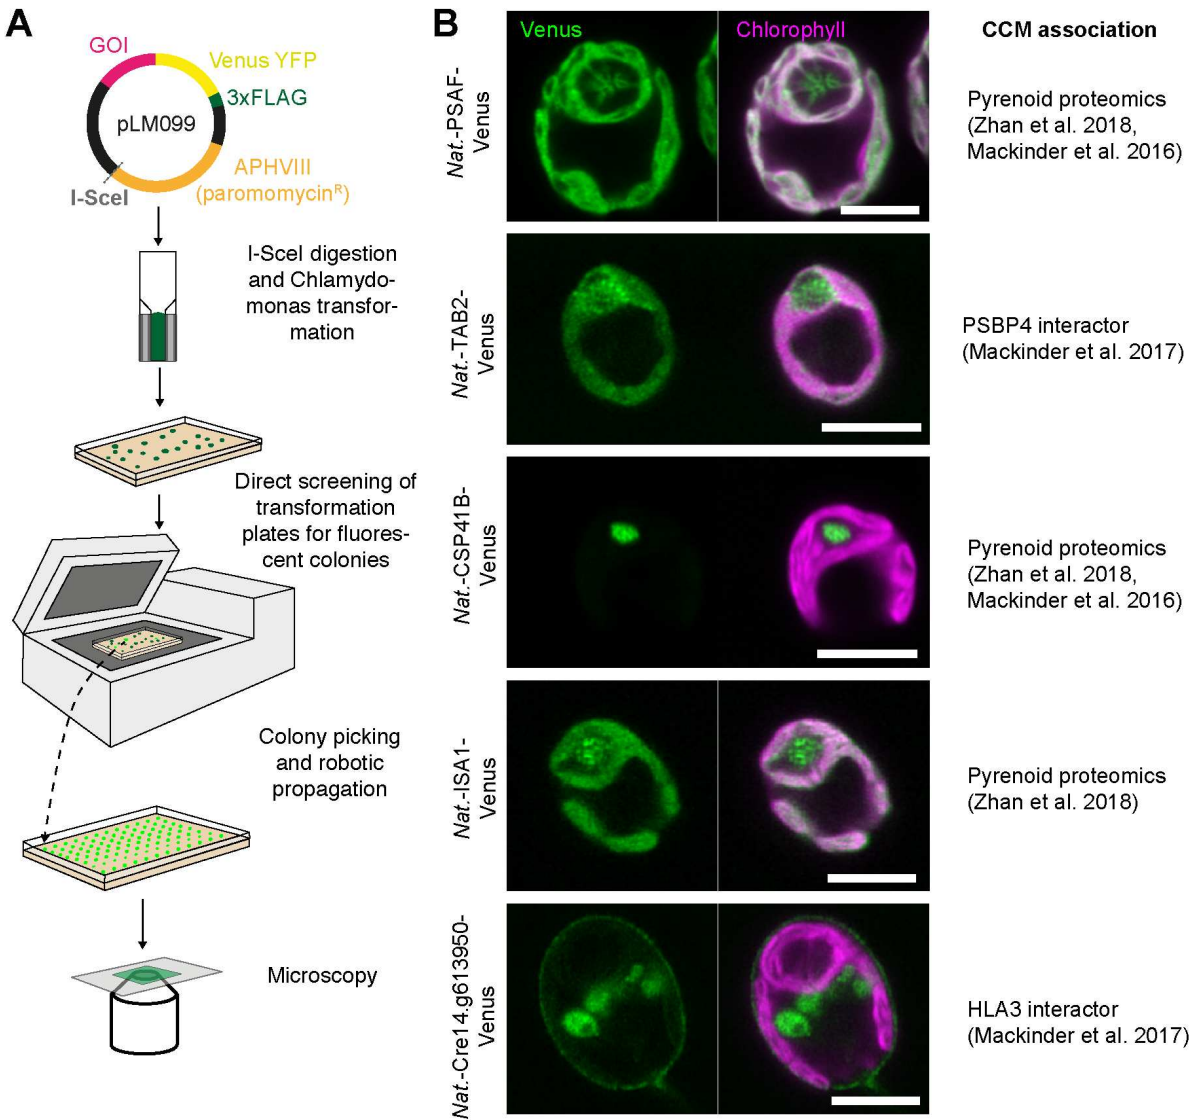 A
GOI
Venus YFP
3xFLAG
pLM099
APHVIII
(paromomycinR)
I-SceI
I-SceI digestion
and Chlamydo-
monas transfor-
mation
Direct screening of
transformation
plates for fluores-
cent colonies
Colony picking
and robotic
propagation
Microscopy
B
Venus
Chlorophyll
CCM association
Nat.-PSAF-
Venus
Pyrenoid proteomics
(Zhan et al. 2018,
Mackinder et al. 2016)
Nat.-TAB2-
Venus
PSBP4 interactor
(Mackinder et al. 2017)
Nat.-CSP41B-
Venus
Pyrenoid proteomics
(Zhan et al. 2018,
Mackinder et al. 2016)
Nat.-ISA1-
Venus
Pyrenoid proteomics
(Zhan et al. 2018)
Nat.-Cre14.g613950-
Venus
HLA3 interactor
(Mackinder et al. 2017)